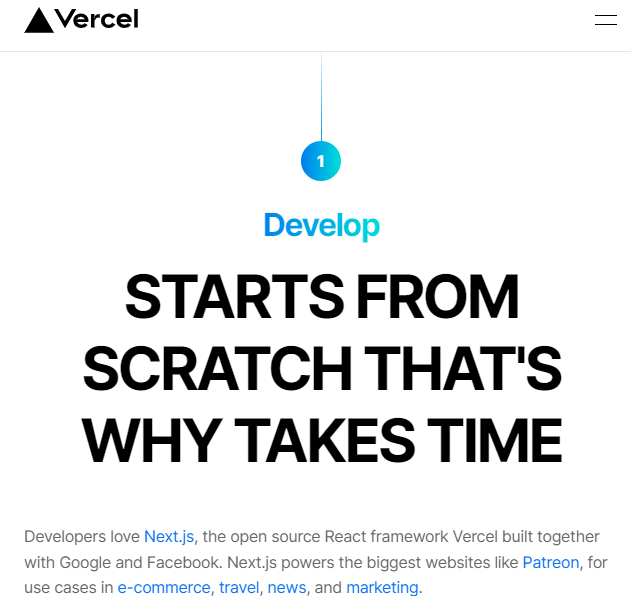 Vercel
1
Develop
STARTS FROM
SCRATCH THAT'S
WHY TAKES TIME
Developers love Next.js, the open source React framework Vercel built together
with Google and Facebook. Next.js powers the biggest websites like Patreon, for
use cases in e-commerce, travel, news, and marketing.